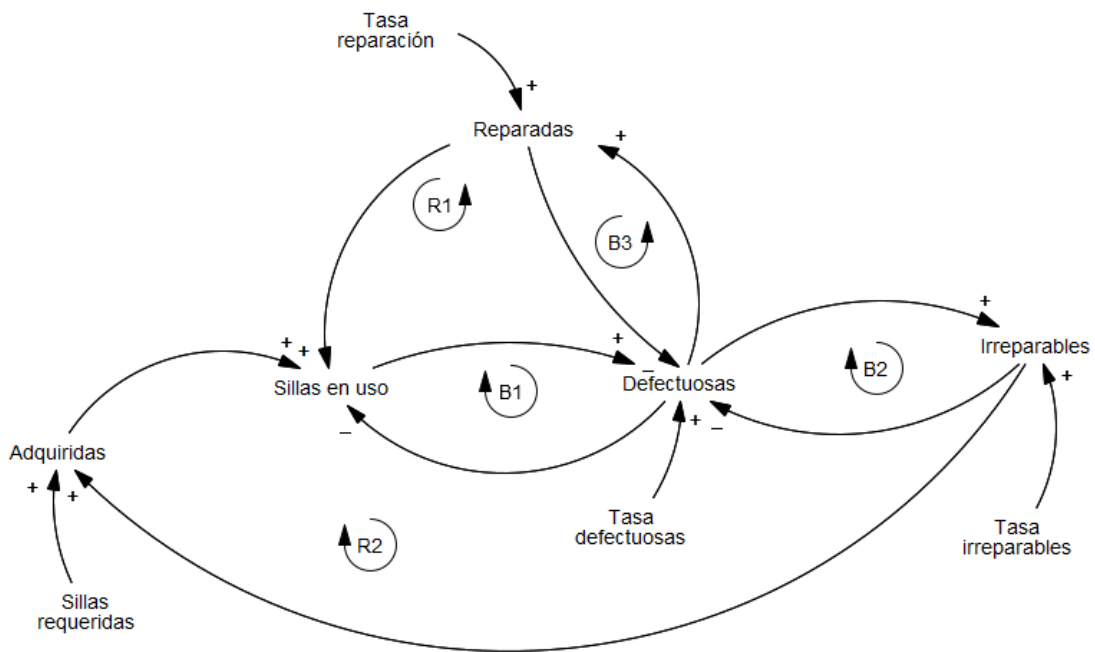 Tasa
reparación
+
Reparadas
+
R1
B3
+
+
+
+
–
Irreparables
Sillas en uso
B1
Defectuosas
B2
+
–
+
–
Adquiridas
+
+
R2
Tasa
defectuosas
Tasa
irreparables
Sillas
requeridas